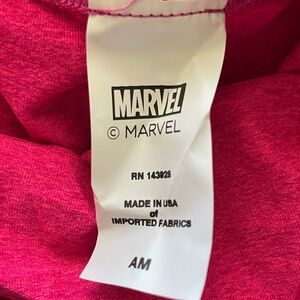 MARVEL
© MARVEL
RN 143028
MADE IN USA
of
IMPORTED FABRICS
AM